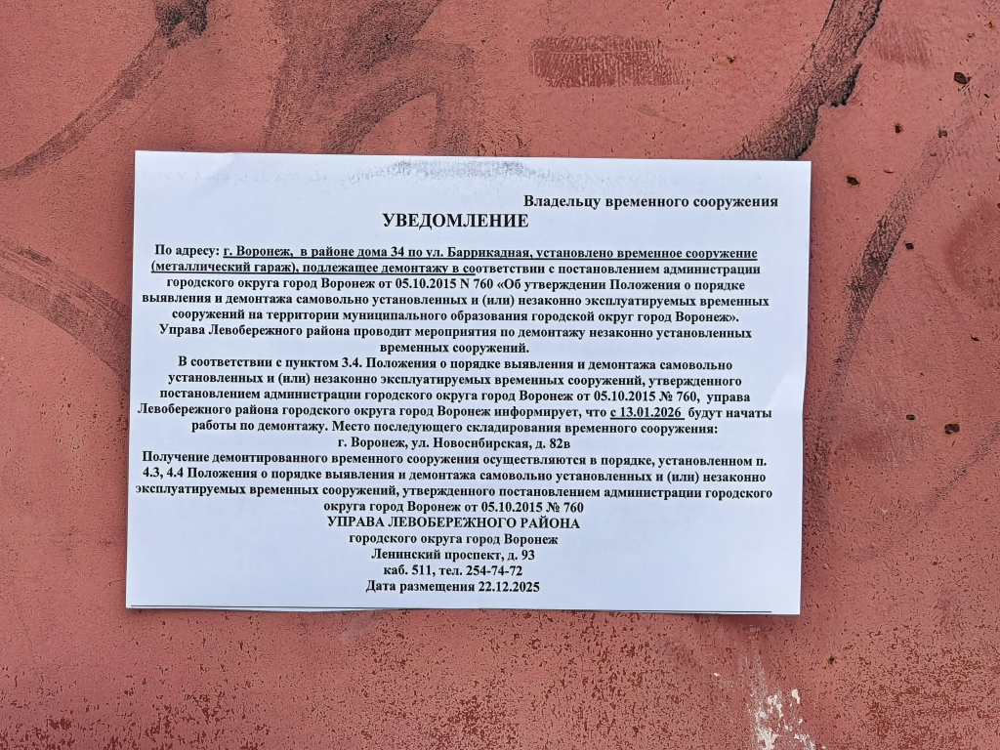 Владельцу временного сооружения
УВЕДОМЛЕНИЕ
По адресу: г. Воронеж, в районе дома 34 по ул. Баррикадная, установлено временное сооружение
(металлический гараж), подлежащее демонтажу в соответствии с постановлением администрации
городского округа город Воронеж от 05.10.2015 N 760 «Об утверждении Положения о порядке
выявления и демонтажа самовольно установленных и (или) незаконно эксплуатируемых временных
сооружений на территории муниципального образования городской округ город Воронеж».
Управа Левобережного района проводит мероприятия по демонтажу незаконно установленных
временных сооружений.
В соответствии с пунктом 3.4. Положения о порядке выявления и демонтажа самовольно
установленных и (или) незаконно эксплуатируемых временных сооружений, утвержденного
постановлением администрации городского округа город Воронеж от 05.10.2015 № 760, управа
Левобережного района городского округа город Воронеж информирует, что с 13.01.2026 будут начаты
работы по демонтажу. Место последующего складирования временного сооружения:
г. Воронеж, ул. Новосибирская, д. 82в
Получение демонтированного временного сооружения осуществляются в порядке, установленном п.
4.3, 4.4 Положения о порядке выявления и демонтажа самовольно установленных и (или) незаконно
эксплуатируемых временных сооружений, утвержденного постановлением администрации городского
округа город Воронеж от 05.10.2015 № 760
УПРАВА ЛЕВОБЕРЕЖНОГО РАЙОНА
городского округа город Воронеж
Ленинский проспект, д. 93
каб. 511, тел. 254-74-72
Дата размещения 22.12.2025